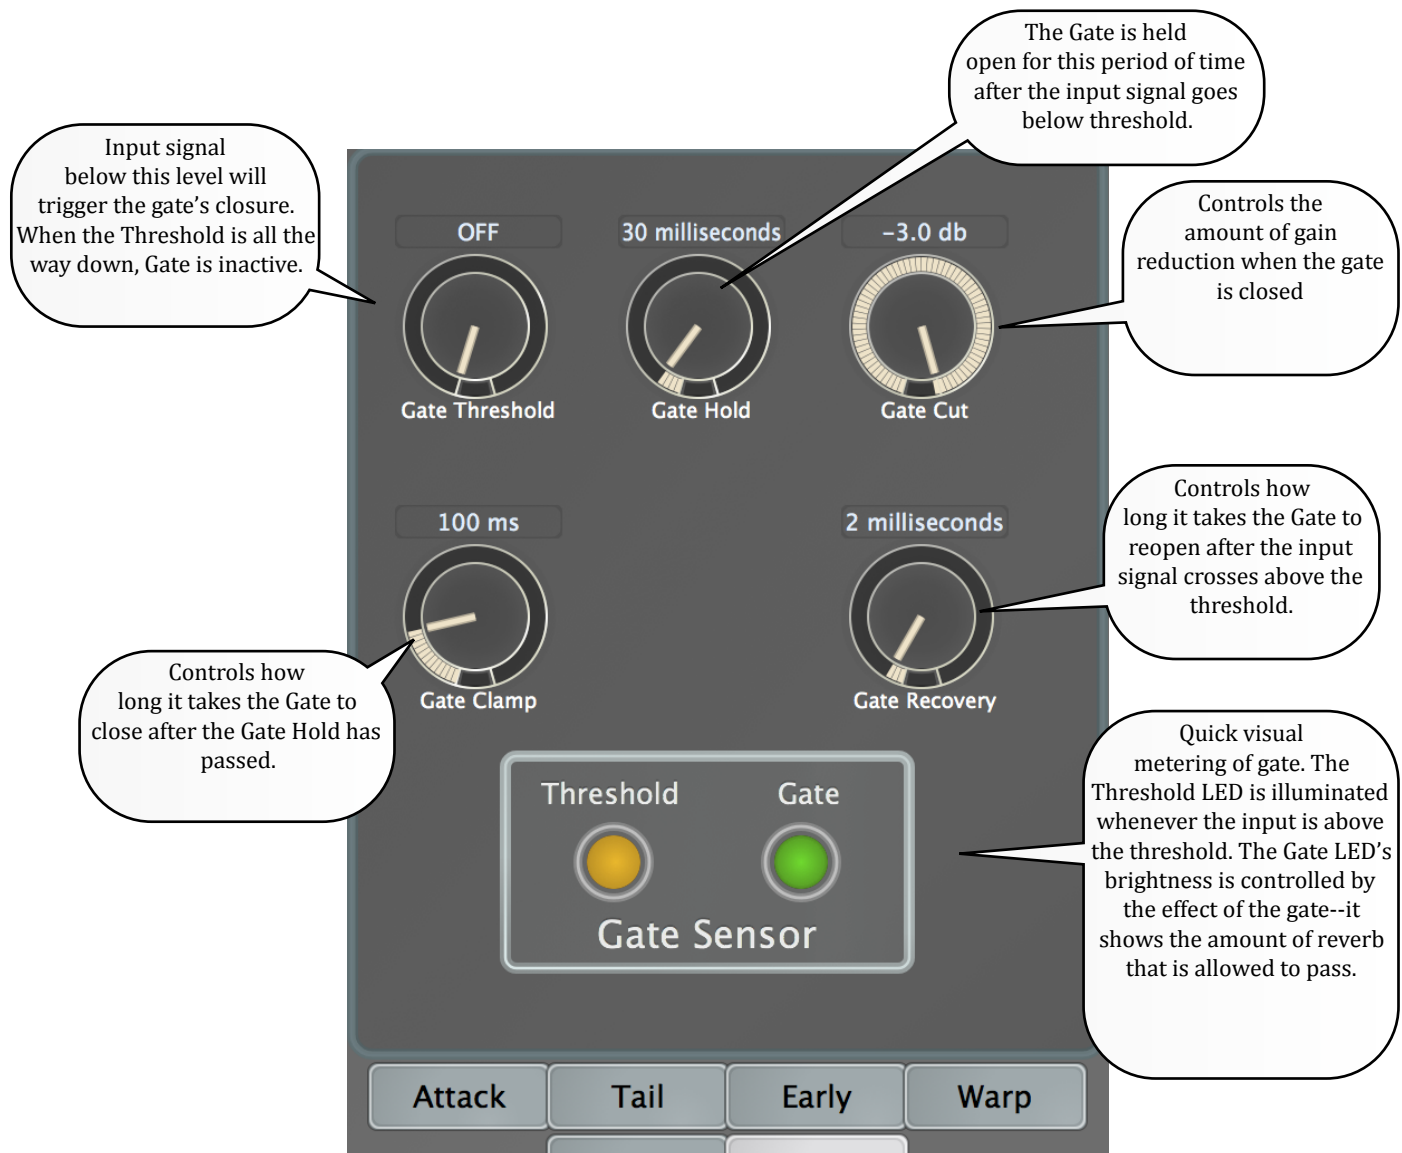 The Gate is held
open for this period of time
after the input signal goes
below threshold.
Input signal
below this level will
trigger the gate’s closure.
When the Threshold is all the
way down, Gate is inactive.
Controls the
amount of gain
reduction when the gate
is closed
OFF
30 milliseconds
-3.0 db
Gate Threshold
Gate Hold
Gate Cut
Controls how
long it takes the Gate to
reopen after the input
signal crosses above the
threshold.
100 ms
2 milliseconds
Gate Clamp
Gate Recovery
Controls how
long it takes the Gate to
close after the Gate Hold has
passed.
Quick visual
metering of gate. The
Threshold LED is illuminated
whenever the input is above
the threshold. The Gate LED’s
brightness is controlled by
the effect of the gate--it
shows the amount of reverb
that is allowed to pass.
Threshold
Gate
Gate Sensor
Attack
Tail
Early
Warp